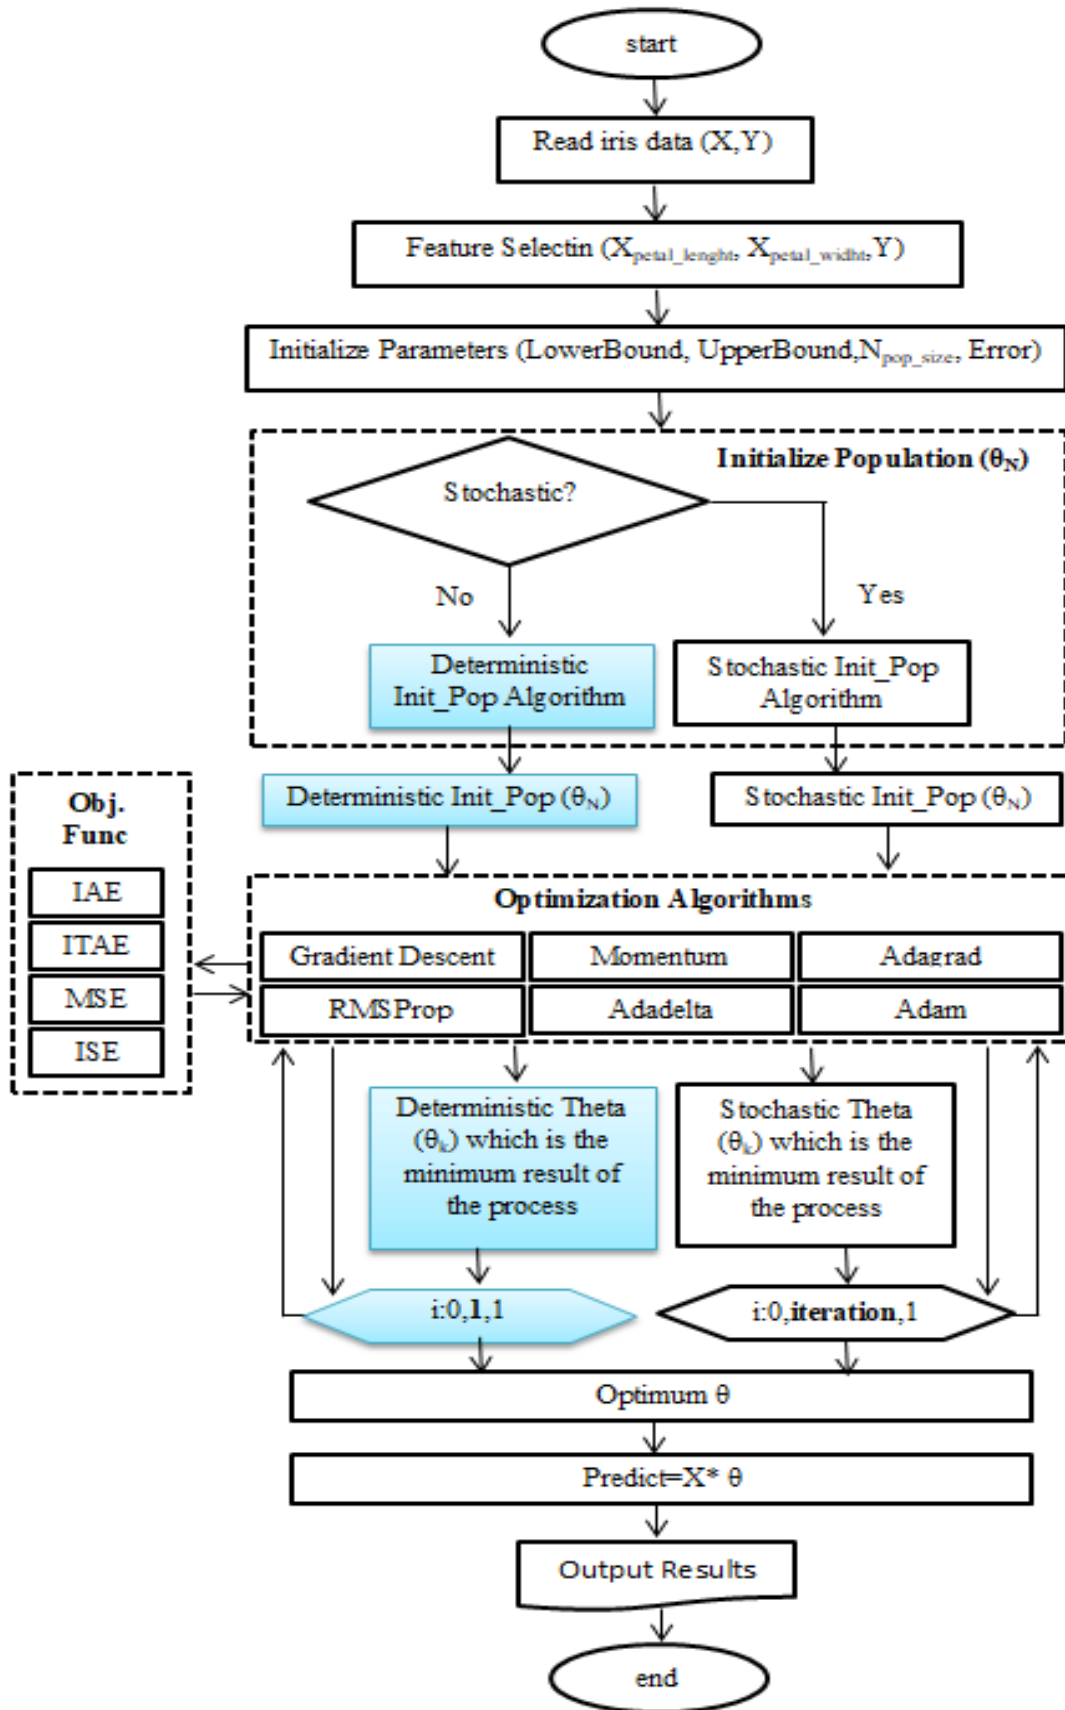 start
Read iris data (X,Y)
Feature Selectin (Xpetal_lenght, Xpetal_widht,Y)
Initialize Parameters (LowerBound, UpperBound,Npop_size, Error)
Initialize Population (θN)
Stochastic?
No
Yes
Deterministic
Init_Pop Algorithm
Stochastic Init_Pop
Algorithm
Deterministic Init_Pop (θN)
Stochastic Init_Pop (θN)
Obj.
Func
IAE
ITAE
MSE
ISE
Optimization Algorithms
Gradient Descent
Momentum
Adagrad
RMSProp
Adadelta
Adam
Deterministic Theta
(θk) which is the
minimum result of
the process
Stochastic Theta
(θk) which is the
minimum result of
the process
i:0,1,1
i:0,iteration,1
Optimum θ
Predict=X* θ
Output Results
end